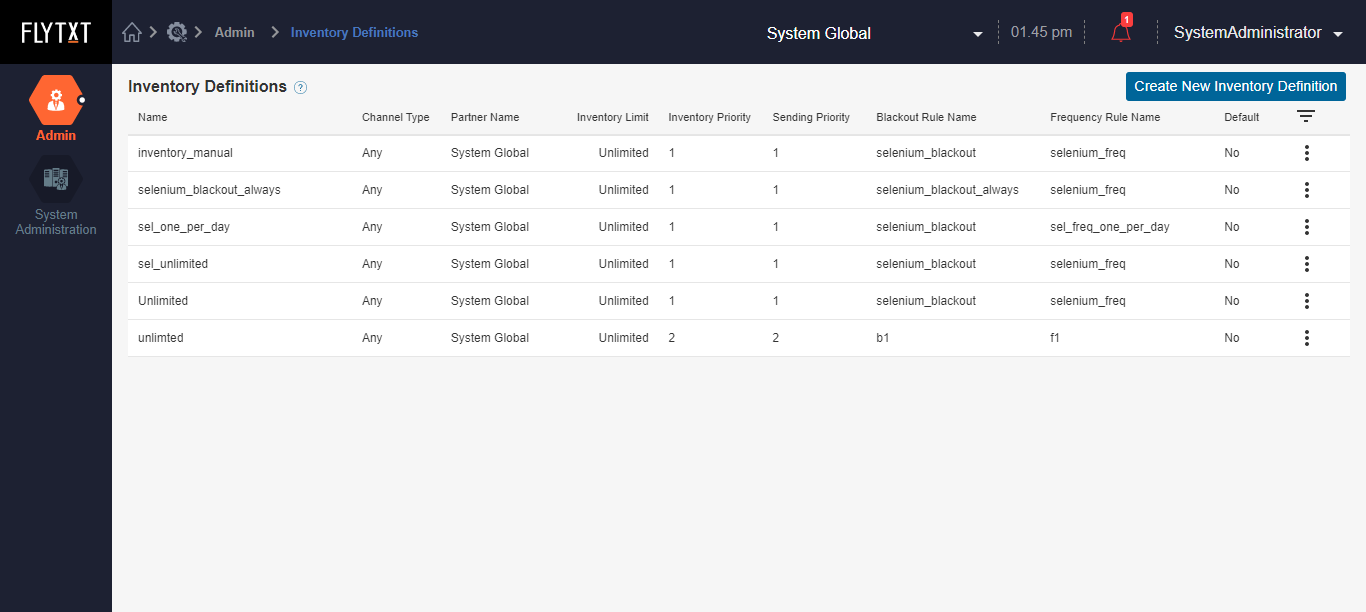 FLYTXT
Admin
Inventory Definitions
System Global
01.45 pm
1
SystemAdministrator
Admin
System
Administration
Inventory Definitions ?
Create New Inventory Definition
Name Channel Type Partner Name Inventory Limit Inventory Priority Sending Priority Blackout Rule Name Frequency Rule Name Default
inventory_manual Any System Global Unlimited 1 1 selenium_blackout selenium_freq No
selenium_blackout_always Any System Global Unlimited 1 1 selenium_blackout_always selenium_freq No
sel_one_per_day Any System Global Unlimited 1 1 selenium_blackout sel_freq_one_per_day No
sel_unlimited Any System Global Unlimited 1 1 selenium_blackout selenium_freq No
Unlimited Any System Global Unlimited 1 1 selenium_blackout selenium_freq No
unlimted Any System Global Unlimited 2 2 b1 f1 No